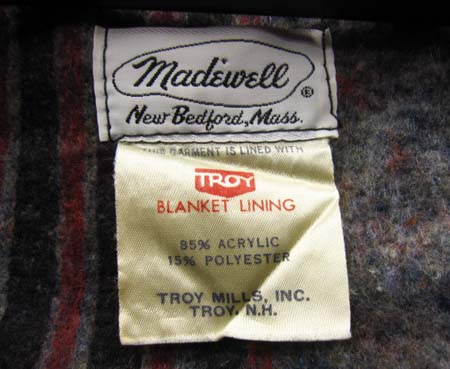 Madewell ®
New Bedford, Mass.
THIS GARMENT IS LINED WITH
TROY
BLANKET LINING
85% ACRYLIC
15% POLYESTER
TROY MILLS, INC.
TROY, N.H.